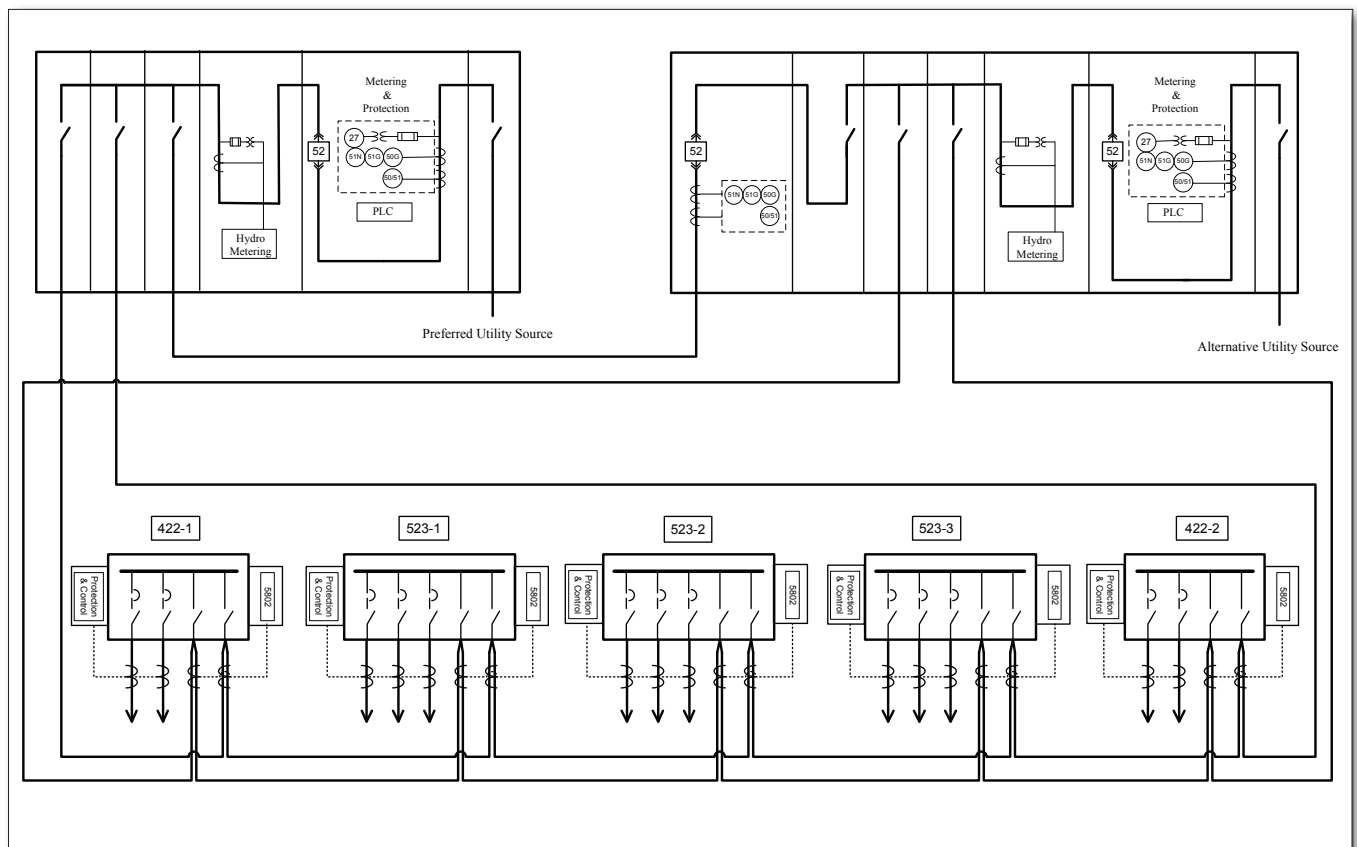 Metering
&
Protection
27
51N 51G 50G
50/51
PLC
52
Hydro
Metering
Preferred Utility Source
52
51N 51G 50G
50/51
Hydro
Metering
52
Metering
&
Protection
27
51N 51G 50G
50/51
PLC
Alternative Utility Source
422-1
Protection
& Control
5802
523-1
Protection
& Control
5802
523-2
Protection
& Control
5802
523-3
Protection
& Control
5802
422-2
Protection
& Control
5802